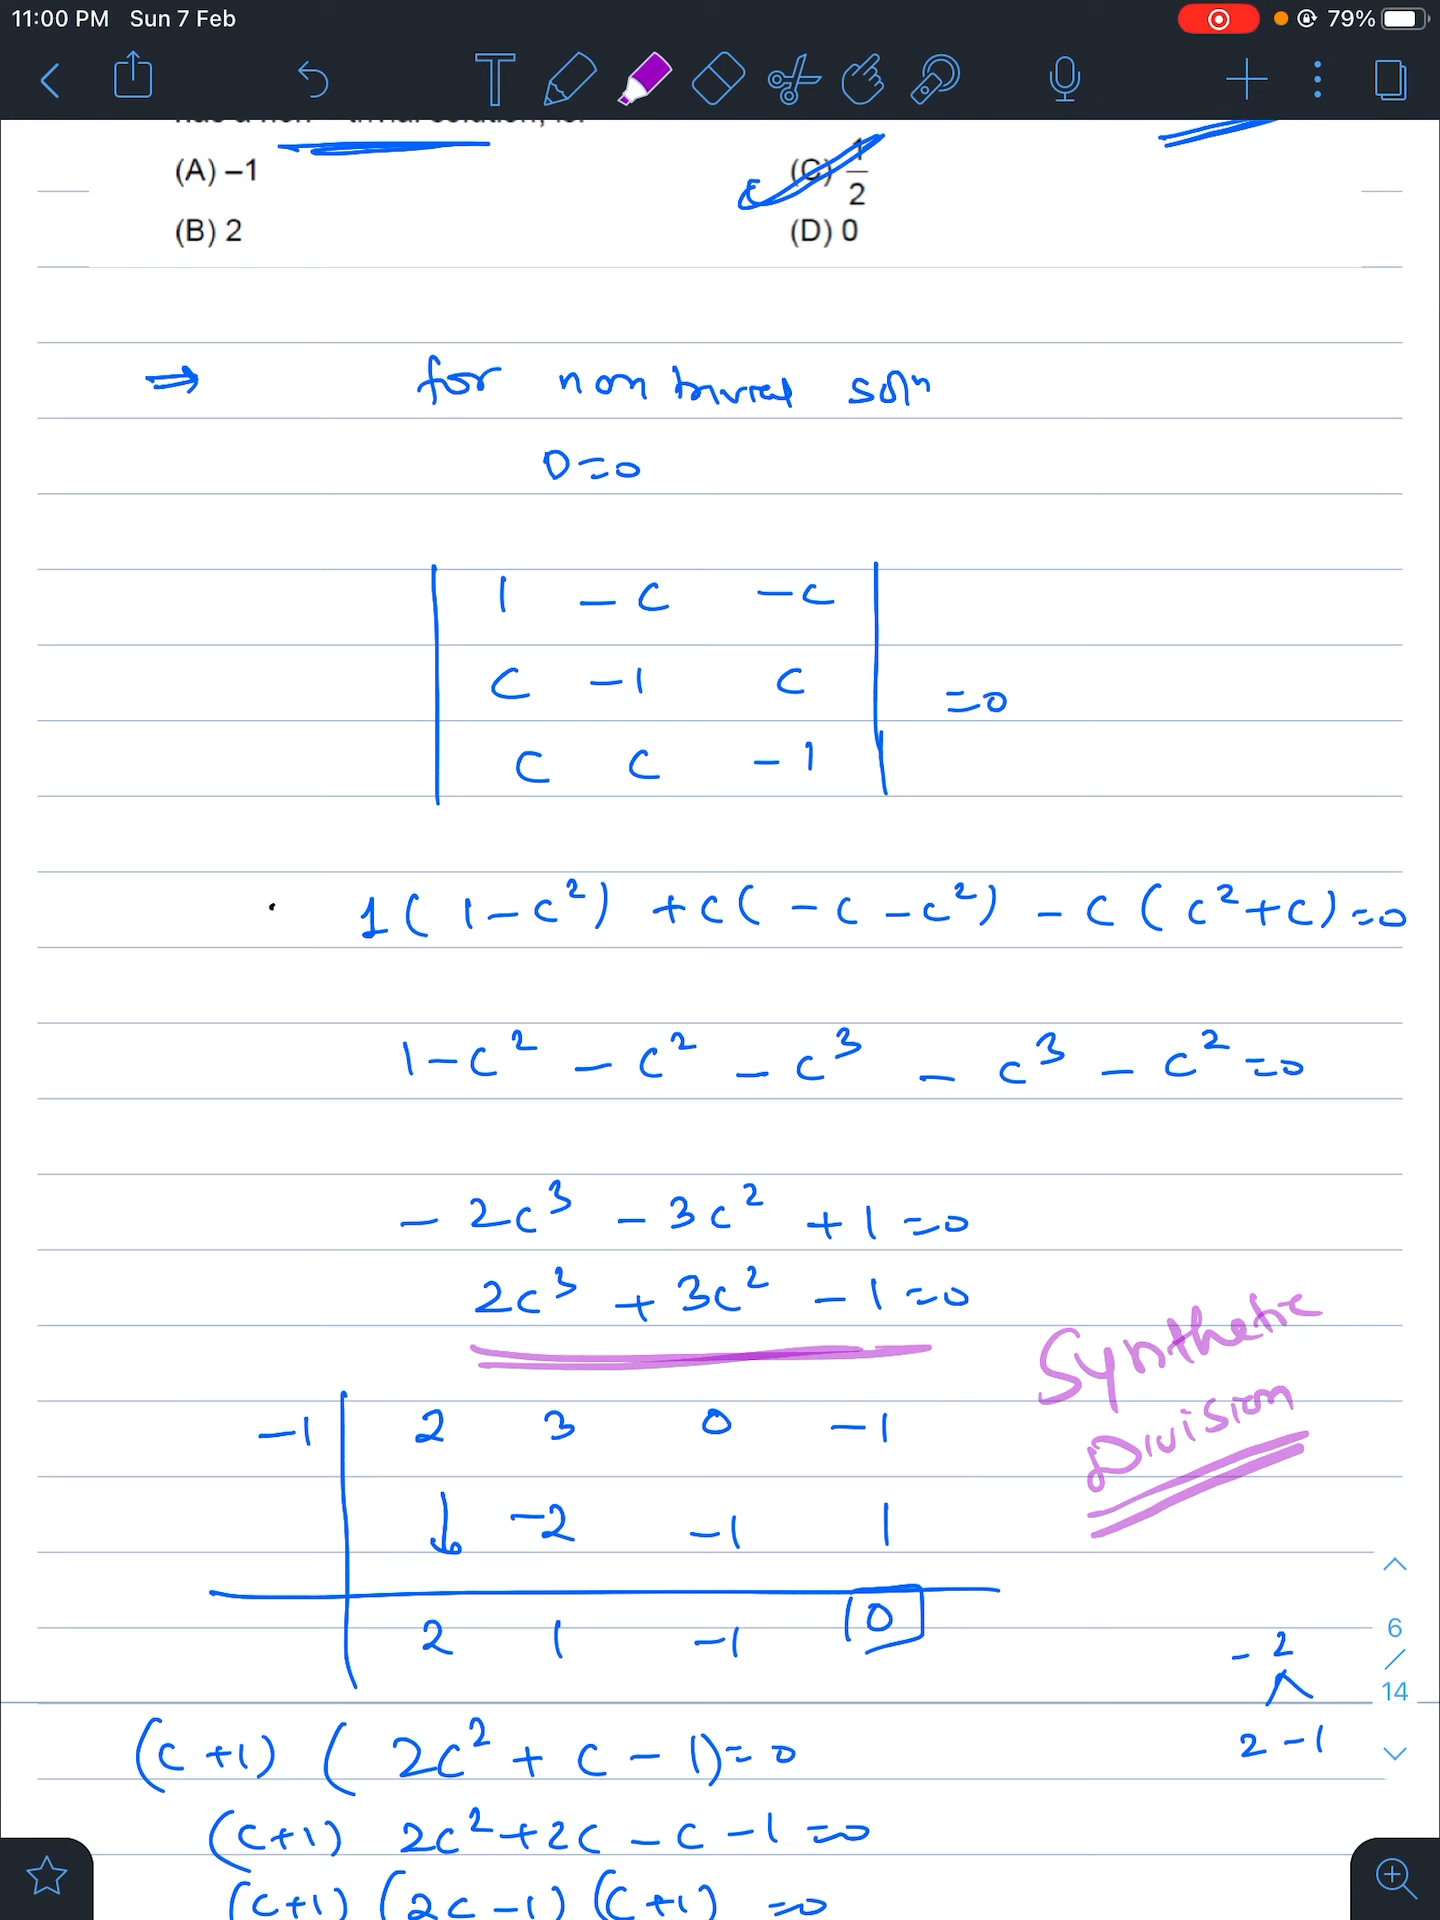 11:00 PM Sun 7 Feb 79%
(A) –1 (C) 1/2
(B) 2 (D) 0
⇒ for non trivial solⁿ
D=0
| 1 –c –c |
| c –1 c | =0
| c c –1 |
1(1–c²) +c(–c–c²) –c(c²+c)=0
1–c² – c² – c³ – c³ – c²=0
–2c³ –3c² +1=0
2c³ +3c² –1=0
Synthetic
Division
–1 | 2 3 0 –1
↓ –2 –1 1
2 1 –1 0
6
/
14
–2
2 –1
(c+1) (2c² + c – 1)=0
(c+1) 2c²+2c –c –1 =0
(c+1) (2c –1) (c+1) =0